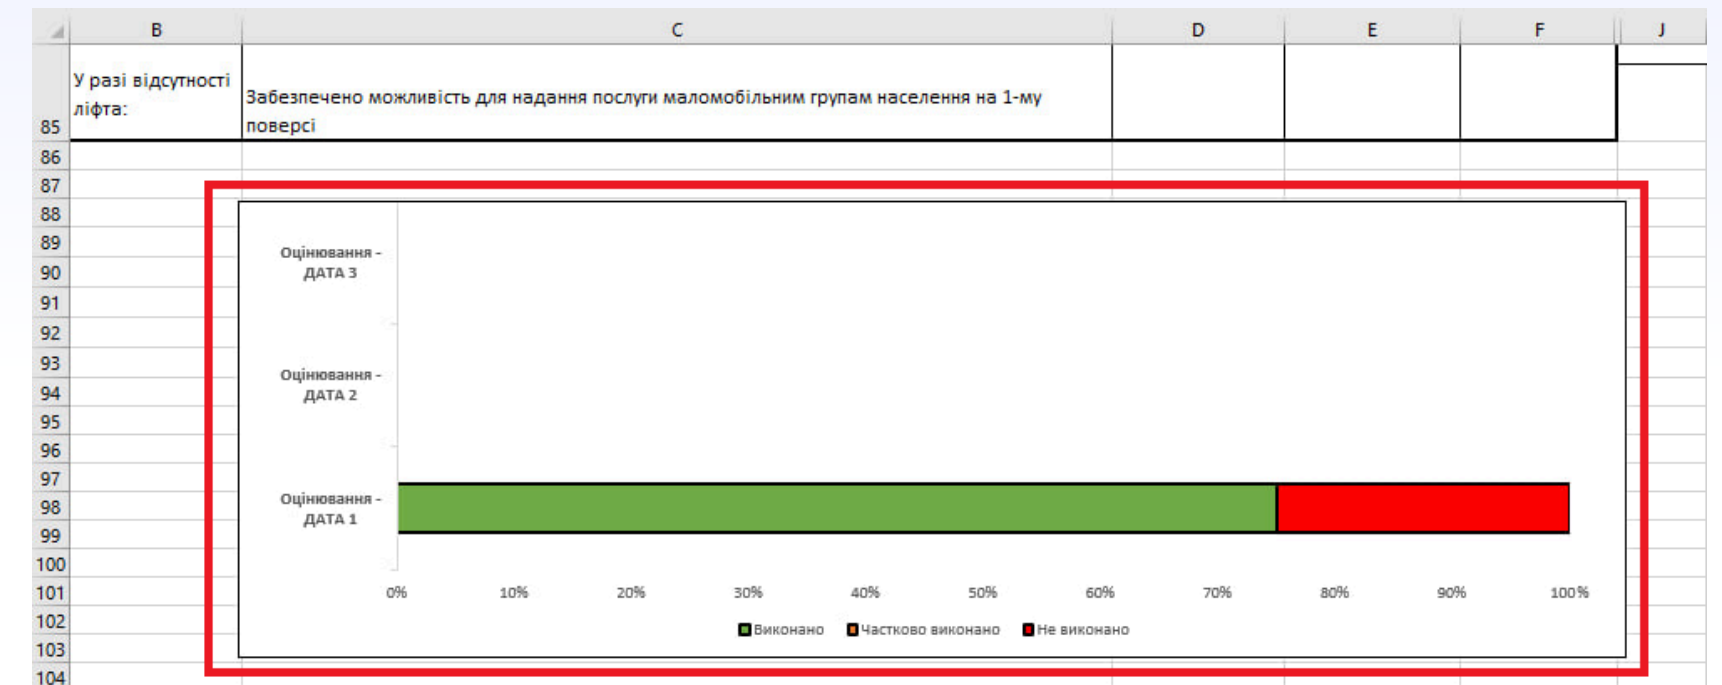 B C D E F J
85 У разі відсутності
ліфта:
Забезпечено можливість для надання послуги маломобільним групам населення на 1-му
поверсі
86
87
88
89
90
91
92
93
94
95
96
97
98
99
100
101
102
103
104
Оцінювання -
ДАТА 3
Оцінювання -
ДАТА 2
Оцінювання -
ДАТА 1
0% 10% 20% 30% 40% 50% 60% 70% 80% 90% 100%
Виконано Частково виконано Не виконано